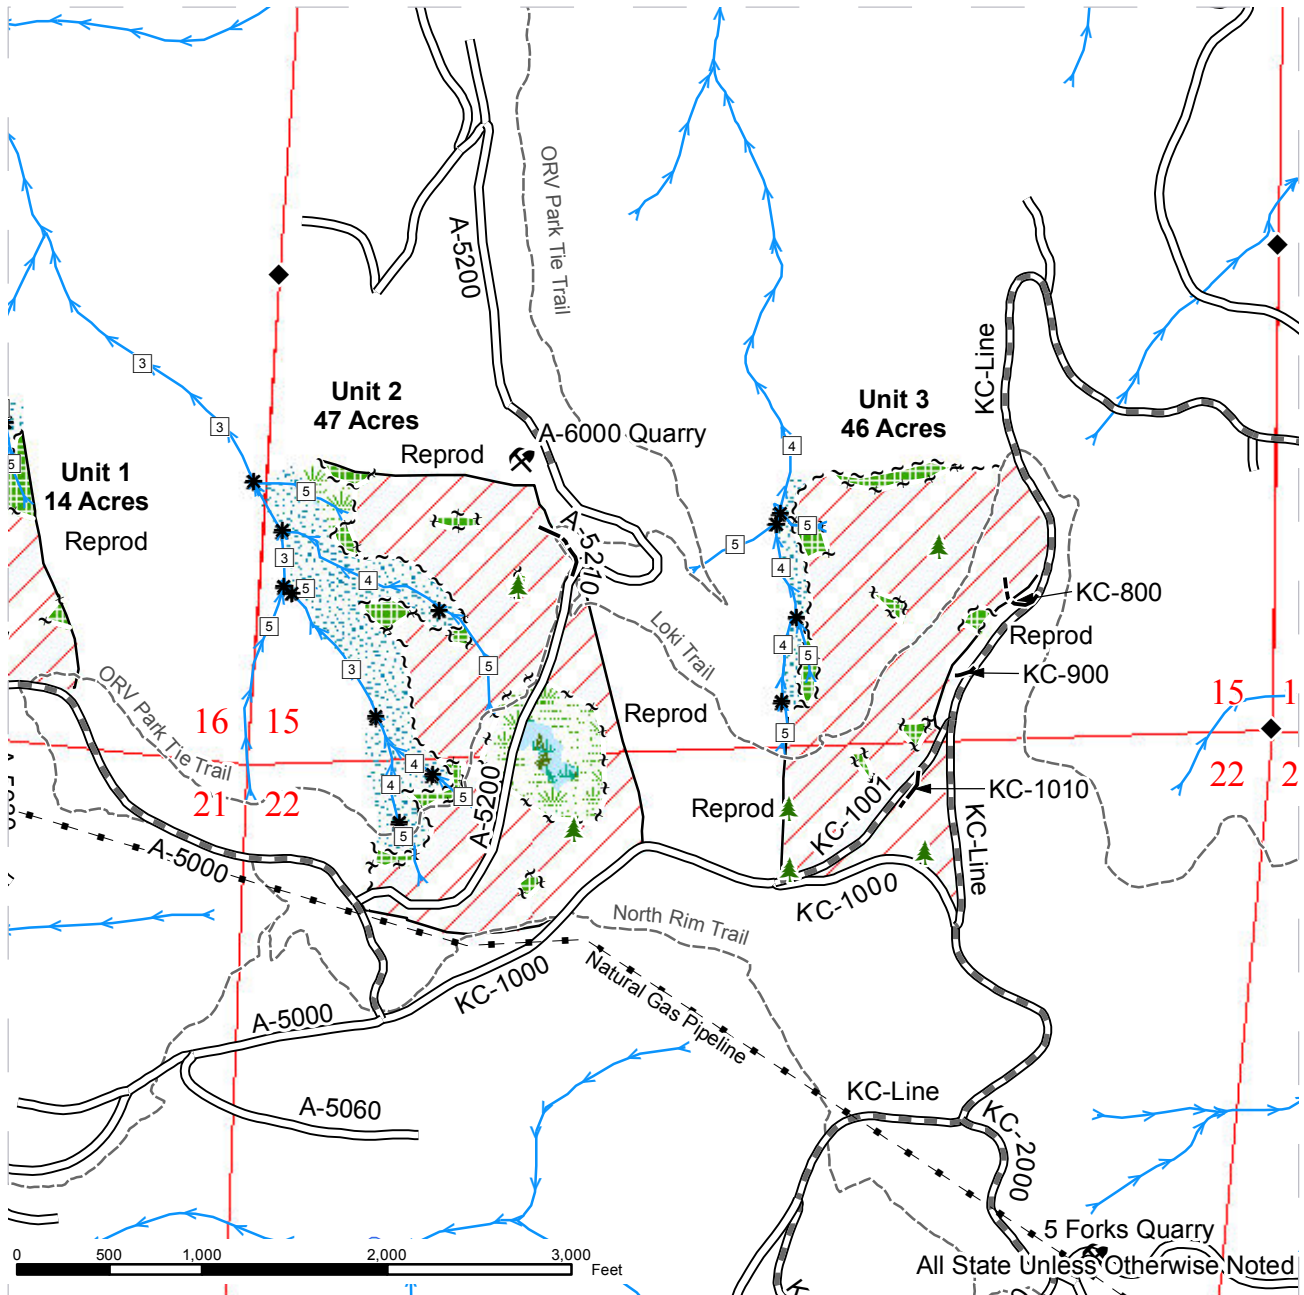 ORV Park Tie Trail
A-5200
KC-Line
3
3
Unit 2
47 Acres
Unit 3
46 Acres
Reprod
A-6000 Quarry
4
Unit 1
14 Acres
Reprod
5
5
5
5
A-5210
3
4
4
5
KC-800
5
Reprod
Loki Trail
4
5
3
5
KC-900
ORV Park Tie Trail
16
15
Reprod
15
1
5
4
4
5
21
22
22
2
A-5200
Reprod
KC-1001
KC-1010
KC-Line
5
A-5000
KC-1000
North Rim Trail
KC-1000
Natural Gas Pipeline
A-5000
A-5060
KC-Line
KC-2000
5 Forks Quarry
0
500
1,000
2,000
3,000
Feet
All State Unless Otherwise Noted